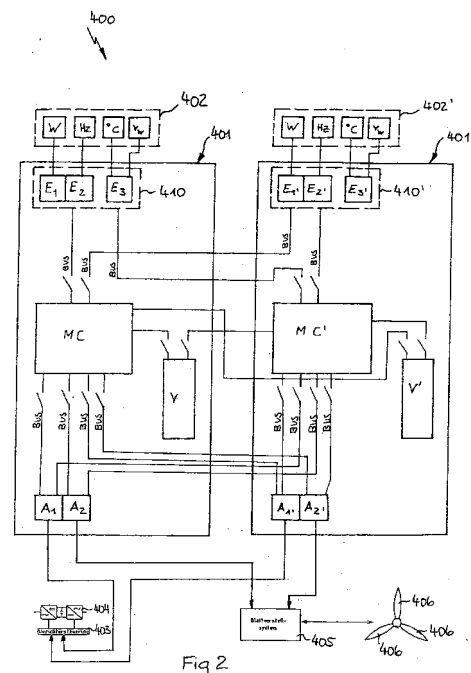 400
402
402'
W Hz °C Vw
W Hz °C Vw
401
401
E1 E2 E3
410
E1' E2' E3'
410'
BUS BUS BUS BUS
MC
MC'
V
V'
BUS BUS BUS BUS
BUS BUS BUS BUS
A1 A2
A1' A2'
404
403
Blattverstell-
system
405
406
406
406
Fig 2